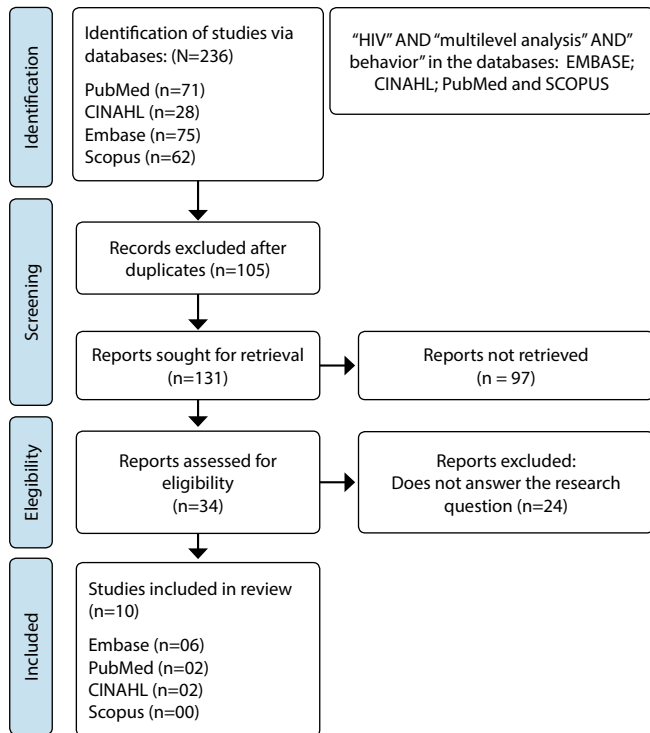 Identification
Identification of studies via
databases: (N=236)
PubMed (n=71)
CINAHL (n=28)
Embase (n=75)
Scopus (n=62)
“HIV” AND “multilevel analysis” AND”
behavior” in the databases: EMBASE;
CINAHL; PubMed and SCOPUS
Screening
Records excluded after
duplicates (n=105)
Reports sought for retrieval
(n=131)
Reports not retrieved
(n = 97)
Elegibility
Reports assessed for
eligibility
(n=34)
Reports excluded:
Does not answer the research
question (n=24)
Included
Studies included in review
(n=10)
Embase (n=06)
PubMed (n=02)
CINAHL (n=02)
Scopus (n=00)